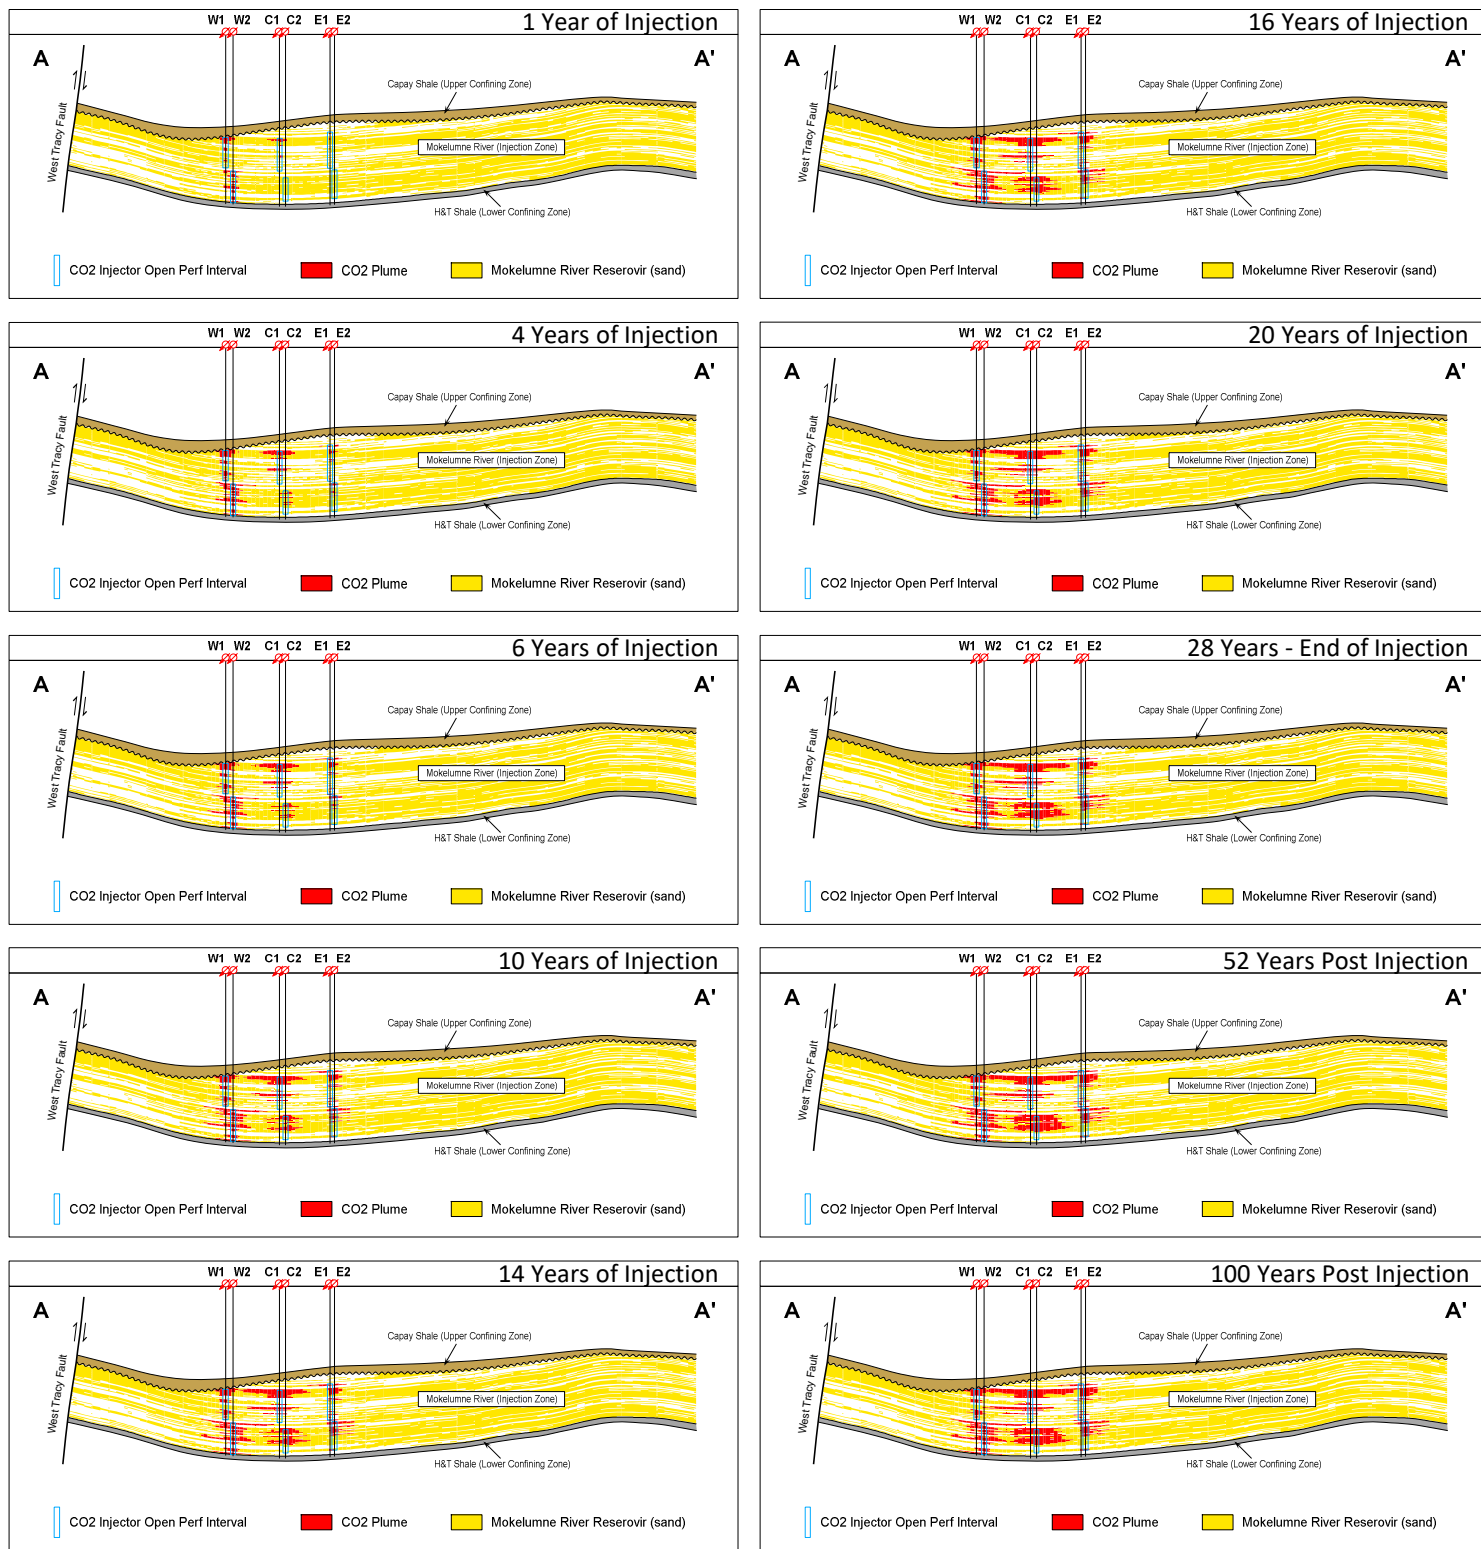 W1 W2 C1 C2 E1 E2 1 Year of Injection
A A'
Capay Shale (Upper Confining Zone)
West Tracy Fault
Mokelumne River (Injection Zone)
H&T Shale (Lower Confining Zone)
CO2 Injector Open Perf Interval CO2 Plume Mokelumne River Reserovir (sand)
W1 W2 C1 C2 E1 E2 4 Years of Injection
A A'
Capay Shale (Upper Confining Zone)
West Tracy Fault
Mokelumne River (Injection Zone)
H&T Shale (Lower Confining Zone)
CO2 Injector Open Perf Interval CO2 Plume Mokelumne River Reserovir (sand)
W1 W2 C1 C2 E1 E2 6 Years of Injection
A A'
Capay Shale (Upper Confining Zone)
West Tracy Fault
Mokelumne River (Injection Zone)
H&T Shale (Lower Confining Zone)
CO2 Injector Open Perf Interval CO2 Plume Mokelumne River Reserovir (sand)
W1 W2 C1 C2 E1 E2 10 Years of Injection
A A'
Capay Shale (Upper Confining Zone)
West Tracy Fault
Mokelumne River (Injection Zone)
H&T Shale (Lower Confining Zone)
CO2 Injector Open Perf Interval CO2 Plume Mokelumne River Reserovir (sand)
W1 W2 C1 C2 E1 E2 14 Years of Injection
A A'
Capay Shale (Upper Confining Zone)
West Tracy Fault
Mokelumne River (Injection Zone)
H&T Shale (Lower Confining Zone)
CO2 Injector Open Perf Interval CO2 Plume Mokelumne River Reserovir (sand)
W1 W2 C1 C2 E1 E2 16 Years of Injection
A A'
Capay Shale (Upper Confining Zone)
West Tracy Fault
Mokelumne River (Injection Zone)
H&T Shale (Lower Confining Zone)
CO2 Injector Open Perf Interval CO2 Plume Mokelumne River Reserovir (sand)
W1 W2 C1 C2 E1 E2 20 Years of Injection
A A'
Capay Shale (Upper Confining Zone)
West Tracy Fault
Mokelumne River (Injection Zone)
H&T Shale (Lower Confining Zone)
CO2 Injector Open Perf Interval CO2 Plume Mokelumne River Reserovir (sand)
W1 W2 C1 C2 E1 E2 28 Years - End of Injection
A A'
Capay Shale (Upper Confining Zone)
West Tracy Fault
Mokelumne River (Injection Zone)
H&T Shale (Lower Confining Zone)
CO2 Injector Open Perf Interval CO2 Plume Mokelumne River Reserovir (sand)
W1 W2 C1 C2 E1 E2 52 Years Post Injection
A A'
Capay Shale (Upper Confining Zone)
West Tracy Fault
Mokelumne River (Injection Zone)
H&T Shale (Lower Confining Zone)
CO2 Injector Open Perf Interval CO2 Plume Mokelumne River Reserovir (sand)
W1 W2 C1 C2 E1 E2 100 Years Post Injection
A A'
Capay Shale (Upper Confining Zone)
West Tracy Fault
Mokelumne River (Injection Zone)
H&T Shale (Lower Confining Zone)
CO2 Injector Open Perf Interval CO2 Plume Mokelumne River Reserovir (sand)